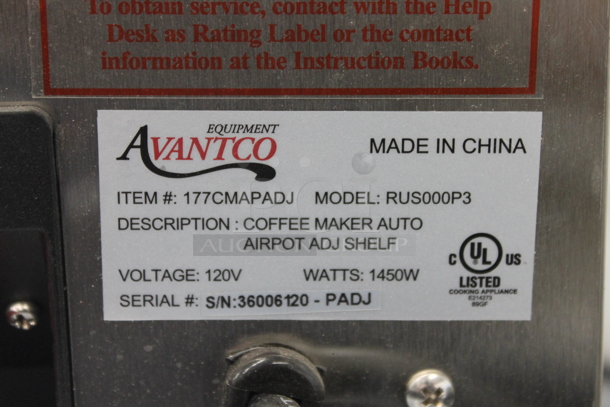 To obtain service, contact with the Help
Desk as Rating Label or the contact
information at the Instruction Books.
EQUIPMENT
AVANTCO
MADE IN CHINA
ITEM #: 177CMAPADJ MODEL: RUS000P3
DESCRIPTION : COFFEE MAKER AUTO
AIRPOT ADJ SHELF
VOLTAGE: 120V WATTS: 1450W
SERIAL #: S/N:36006120 - PADJ
C UL US
LISTED
COOKING APPLIANCE
E214273
89GF